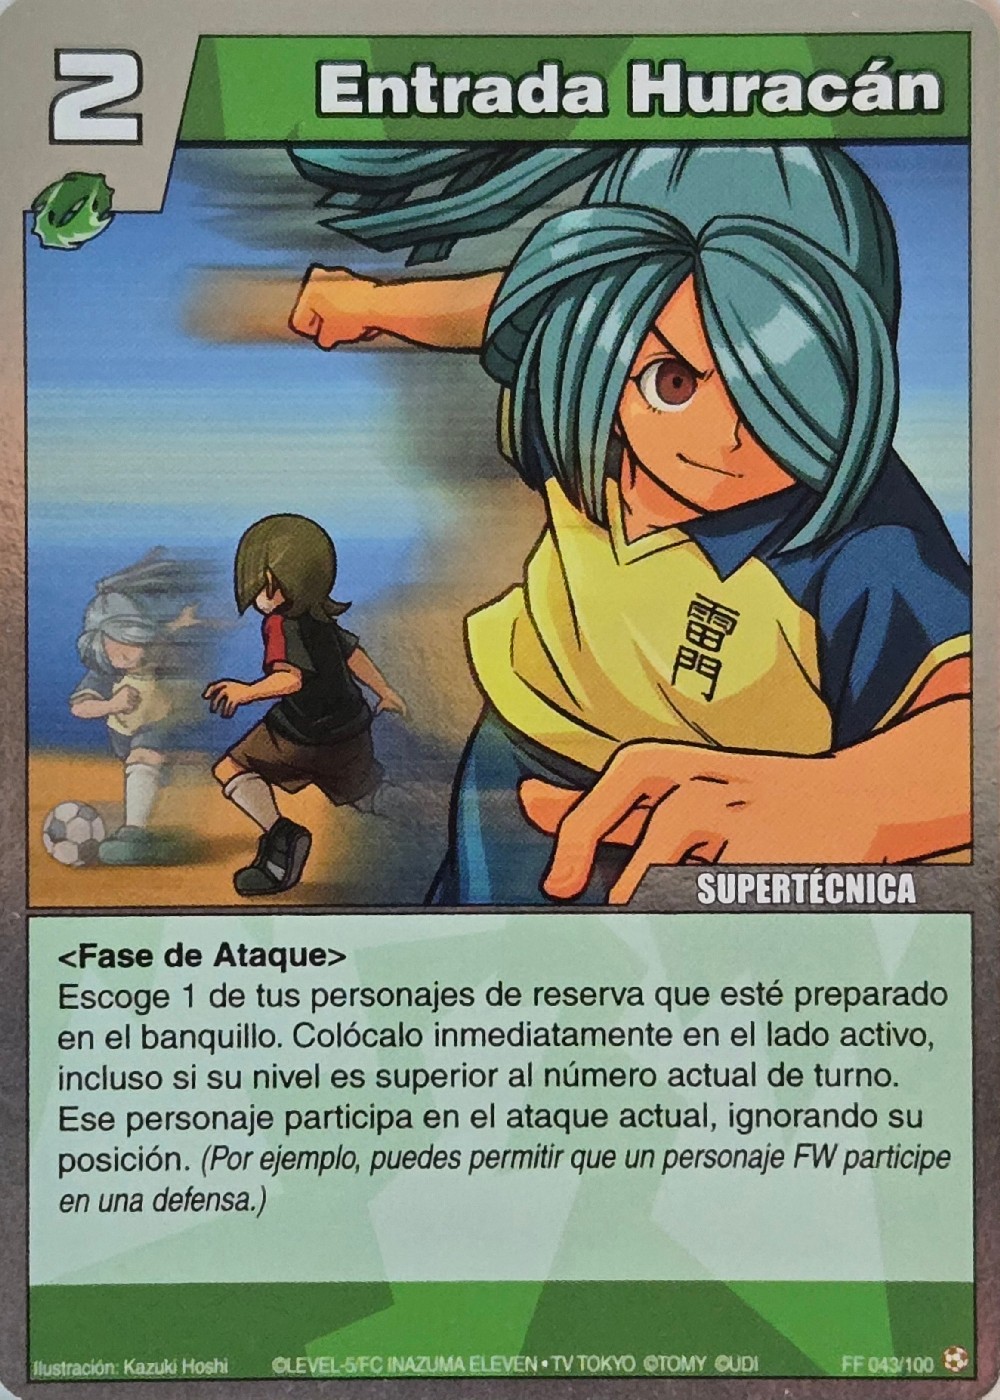 2
Entrada Huracán
雷門
SUPERTÉCNICA
<Fase de Ataque>
Escoge 1 de tus personajes de reserva que esté preparado
en el banquillo. Colócalo inmediatamente en el lado activo,
incluso si su nivel es superior al número actual de turno.
Ese personaje participa en el ataque actual, ignorando su
posición. (Por ejemplo, puedes permitir que un personaje FW participe
en una defensa.)
Ilustración: Kazuki Hoshi ©LEVEL-5/FC INAZUMA ELEVEN • TV TOKYO ©TOMY ©UDI FF 043/100